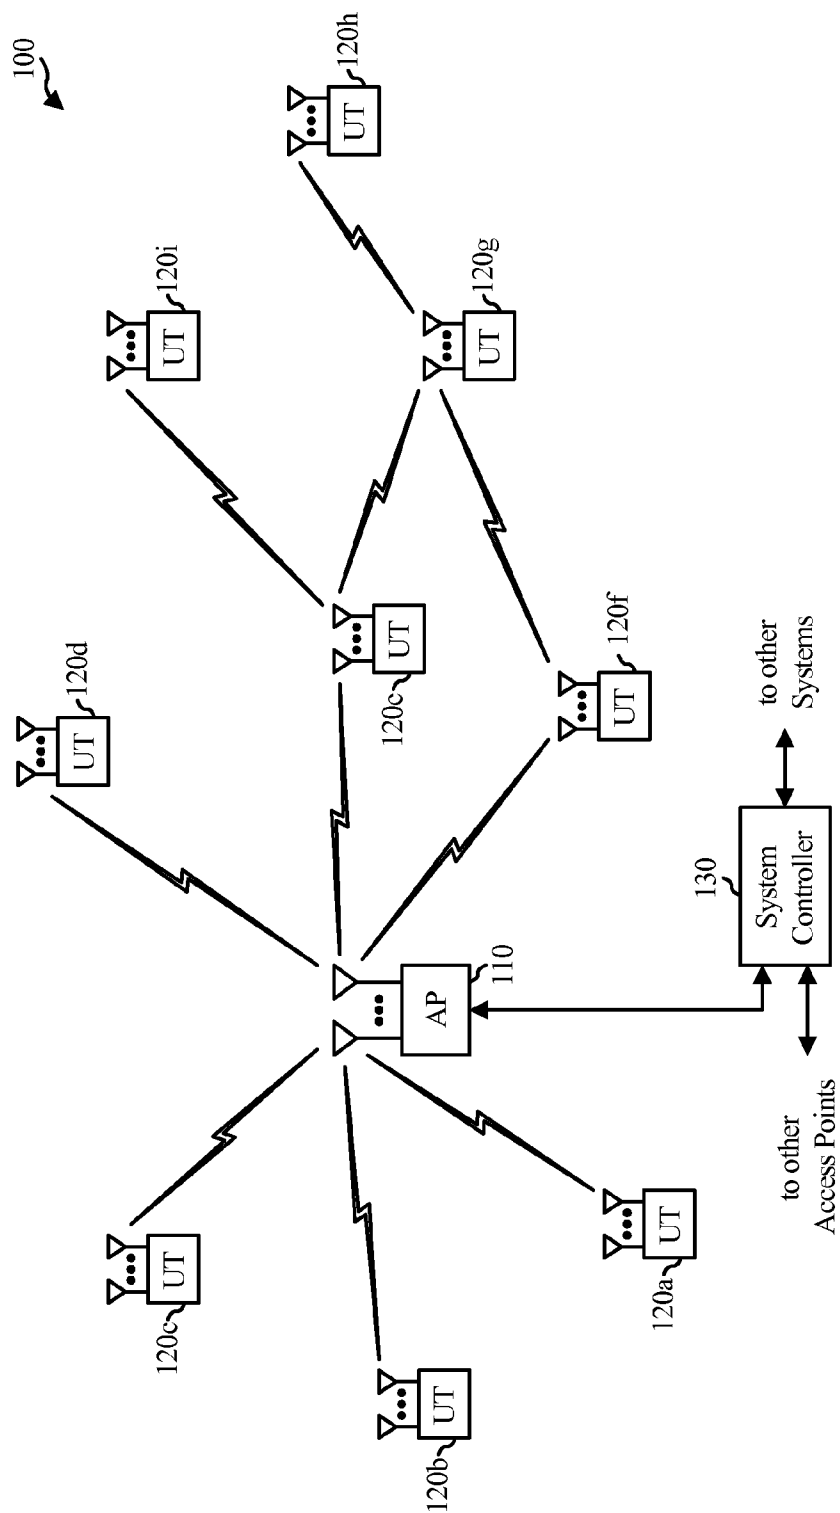 100
UT
120d
UT
120c
UT
120i
UT
120h
UT
120c
UT
120b
AP
110
UT
120g
UT
120f
UT
120a
130
System
Controller
to other
Systems
to other
Access Points